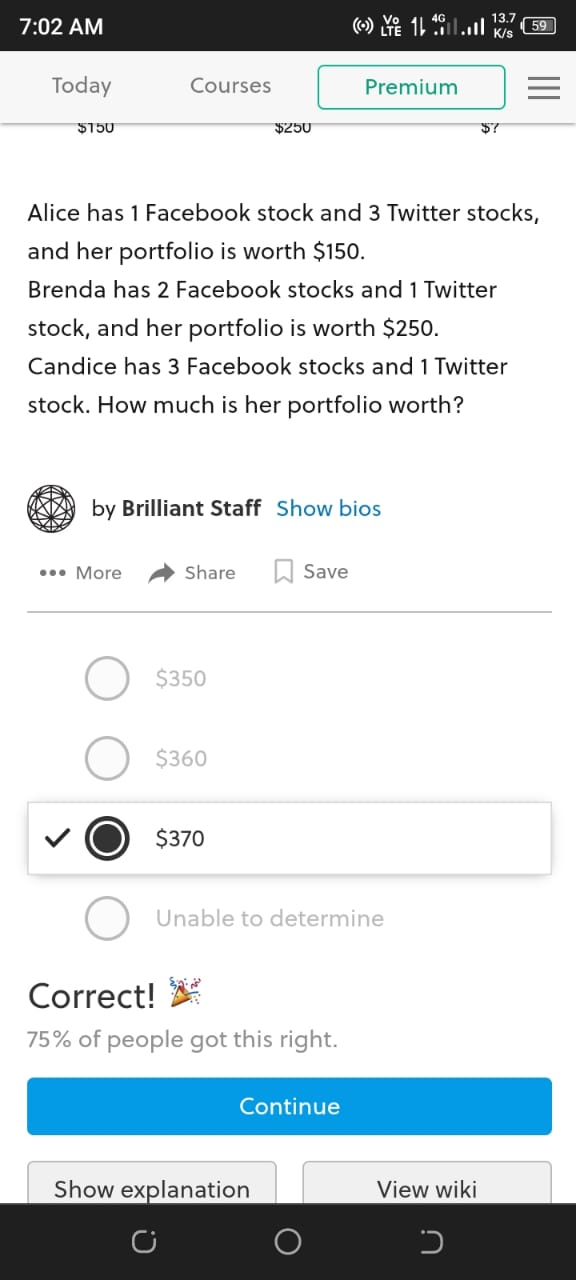 7:02 AM Vo LTE 4G 13.7 K/s 59
Today Courses Premium
$150 $250 $?
Alice has 1 Facebook stock and 3 Twitter stocks,
and her portfolio is worth $150.
Brenda has 2 Facebook stocks and 1 Twitter
stock, and her portfolio is worth $250.
Candice has 3 Facebook stocks and 1 Twitter
stock. How much is her portfolio worth?
by Brilliant Staff Show bios
More Share Save
$350
$360
$370
Unable to determine
Correct! 🎉
75% of people got this right.
Continue
Show explanation View wiki